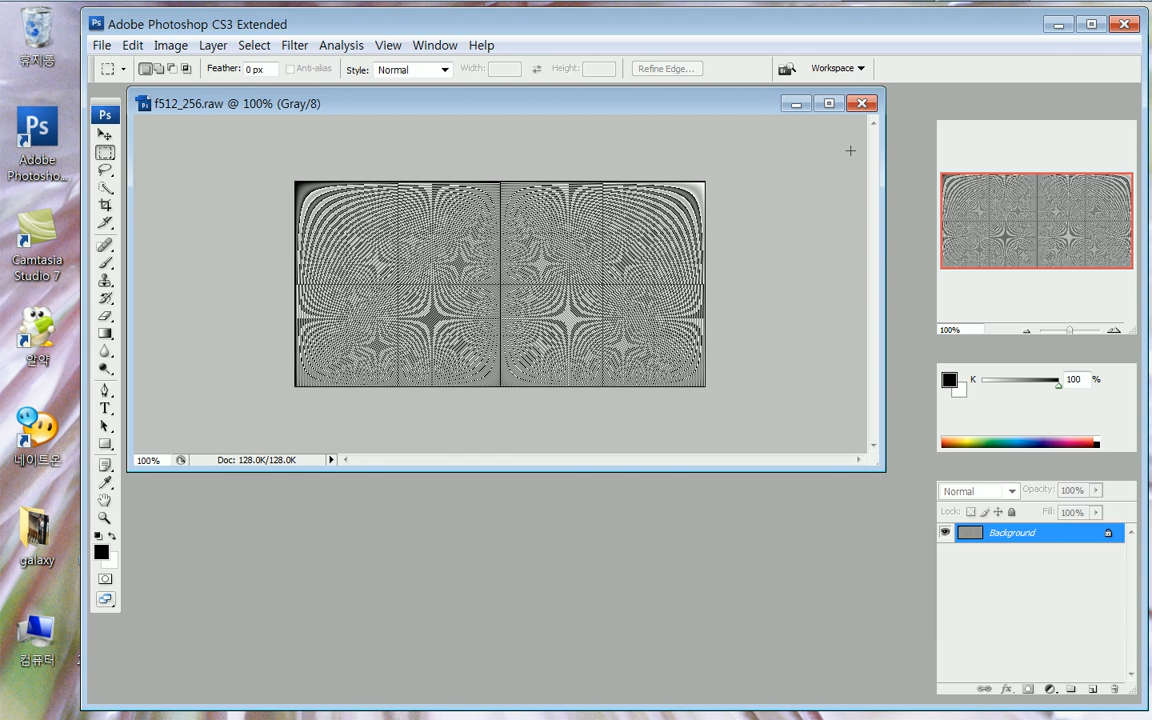 휴지통
Adobe
Photosho...
Camtasia
Studio 7
알약
네이트온
galaxy
컴퓨터
Ps Adobe Photoshop CS3 Extended
File Edit Image Layer Select Filter Analysis View Window Help
Feather: 0 px Anti-alias Style: Normal Width: Height: Refine Edge... Workspace
Ps
f512_256.raw @ 100% (Gray/8)
100% Doc: 128.0K/128.0K
100%
K 100 %
Normal Opacity: 100%
Lock: Fill: 100%
Background